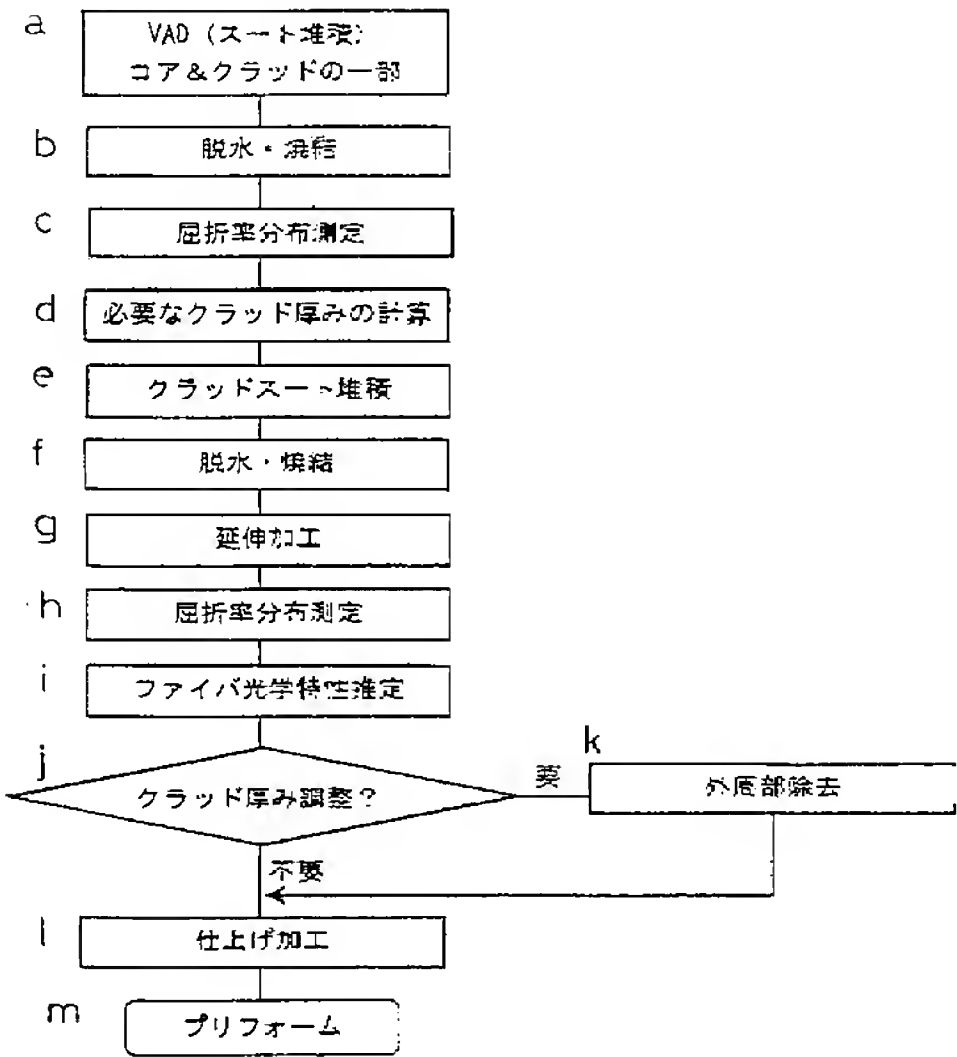 a
VAD (スート堆積)
コア&クラッドの一部
b
脱水・焼結
c
屈折率分布測定
d
必要なクラッド厚みの計算
e
クラッドスート堆積
f
脱水・焼結
g
延伸加工
h
屈折率分布測定
i
ファイバ光学特性推定
j
クラッド厚み調整?
要
k
外周部除去
不要
l
仕上げ加工
m
プリフォーム